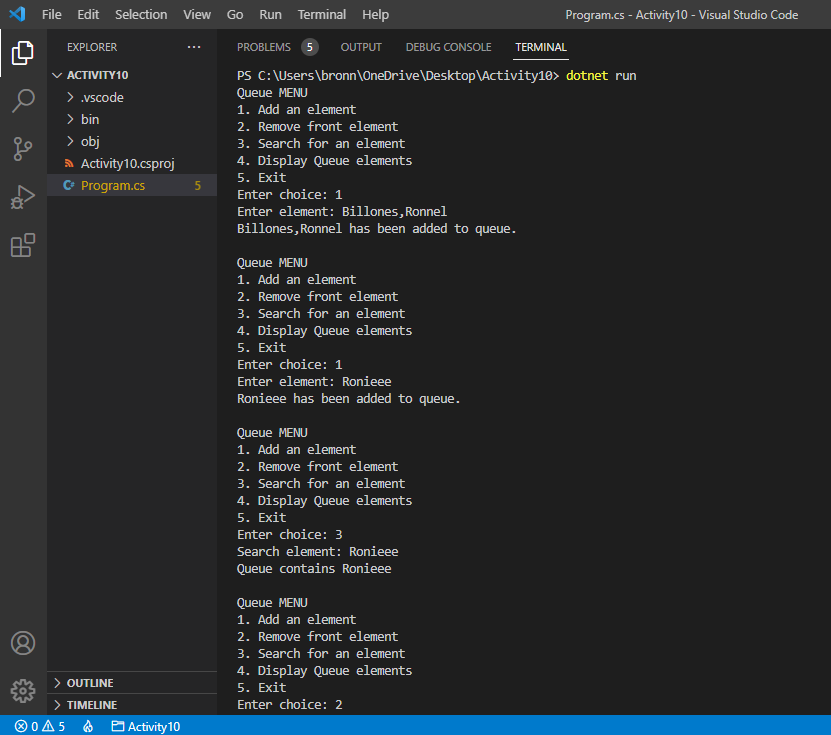 File Edit Selection View Go Run Terminal Help Program.cs - Activity10 - Visual Studio Code
EXPLORER ···
ACTIVITY10
.vscode
bin
obj
Activity10.csproj
C# Program.cs 5
OUTLINE
TIMELINE
PROBLEMS 5 OUTPUT DEBUG CONSOLE TERMINAL
PS C:\Users\bronn\OneDrive\Desktop\Activity10> dotnet run
Queue MENU
1. Add an element
2. Remove front element
3. Search for an element
4. Display Queue elements
5. Exit
Enter choice: 1
Enter element: Billones,Ronnel
Billones,Ronnel has been added to queue.
Queue MENU
1. Add an element
2. Remove front element
3. Search for an element
4. Display Queue elements
5. Exit
Enter choice: 1
Enter element: Ronieee
Ronieee has been added to queue.
Queue MENU
1. Add an element
2. Remove front element
3. Search for an element
4. Display Queue elements
5. Exit
Enter choice: 3
Search element: Ronieee
Queue contains Ronieee
Queue MENU
1. Add an element
2. Remove front element
3. Search for an element
4. Display Queue elements
5. Exit
Enter choice: 2
0 5 Activity10